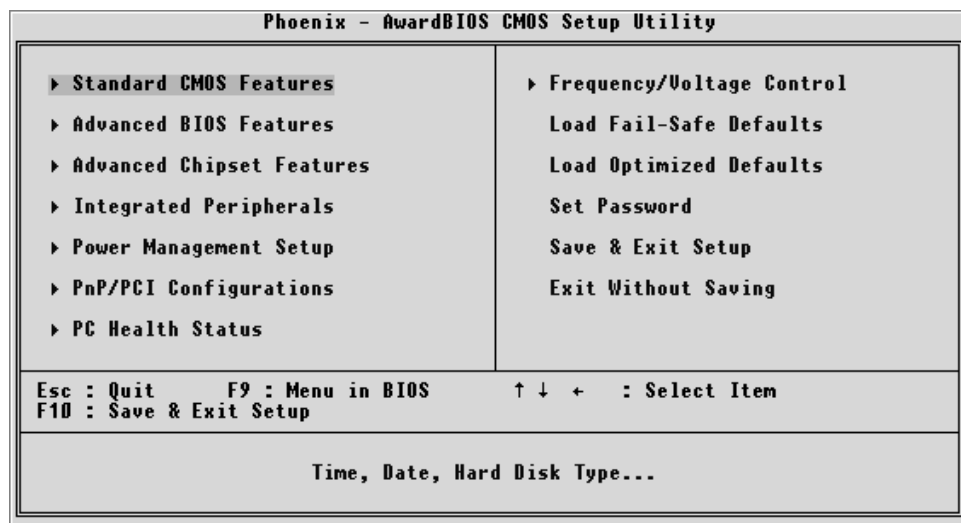 Phoenix - AwardBIOS CMOS Setup Utility
▸ Standard CMOS Features
▸ Advanced BIOS Features
▸ Advanced Chipset Features
▸ Integrated Peripherals
▸ Power Management Setup
▸ PnP/PCI Configurations
▸ PC Health Status
▸ Frequency/Voltage Control
Load Fail-Safe Defaults
Load Optimized Defaults
Set Password
Save & Exit Setup
Exit Without Saving
Esc : Quit F9 : Menu in BIOS ↑ ↓ ← : Select Item
F10 : Save & Exit Setup
Time, Date, Hard Disk Type...